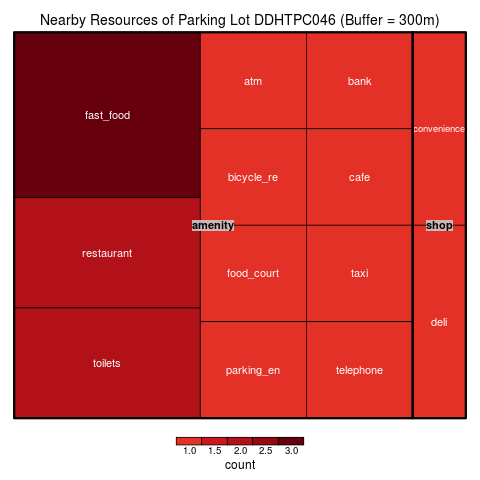 Nearby Resources of Parking Lot DDHTPC046 (Buffer = 300m)
fast_food
restaurant
toilets
atm
bank
bicycle_re
cafe
amenity
food_court
taxi
parking_en
telephone
convenience
shop
deli
1.0 1.5 2.0 2.5 3.0
count